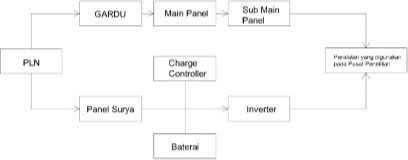 GARDU
Main Panel
Sub Main
Panel
PLN
Charge
Controller
Peralatan yang digunakan
pada Pusat Penelitian
Panel Surya
Inverter
Baterai